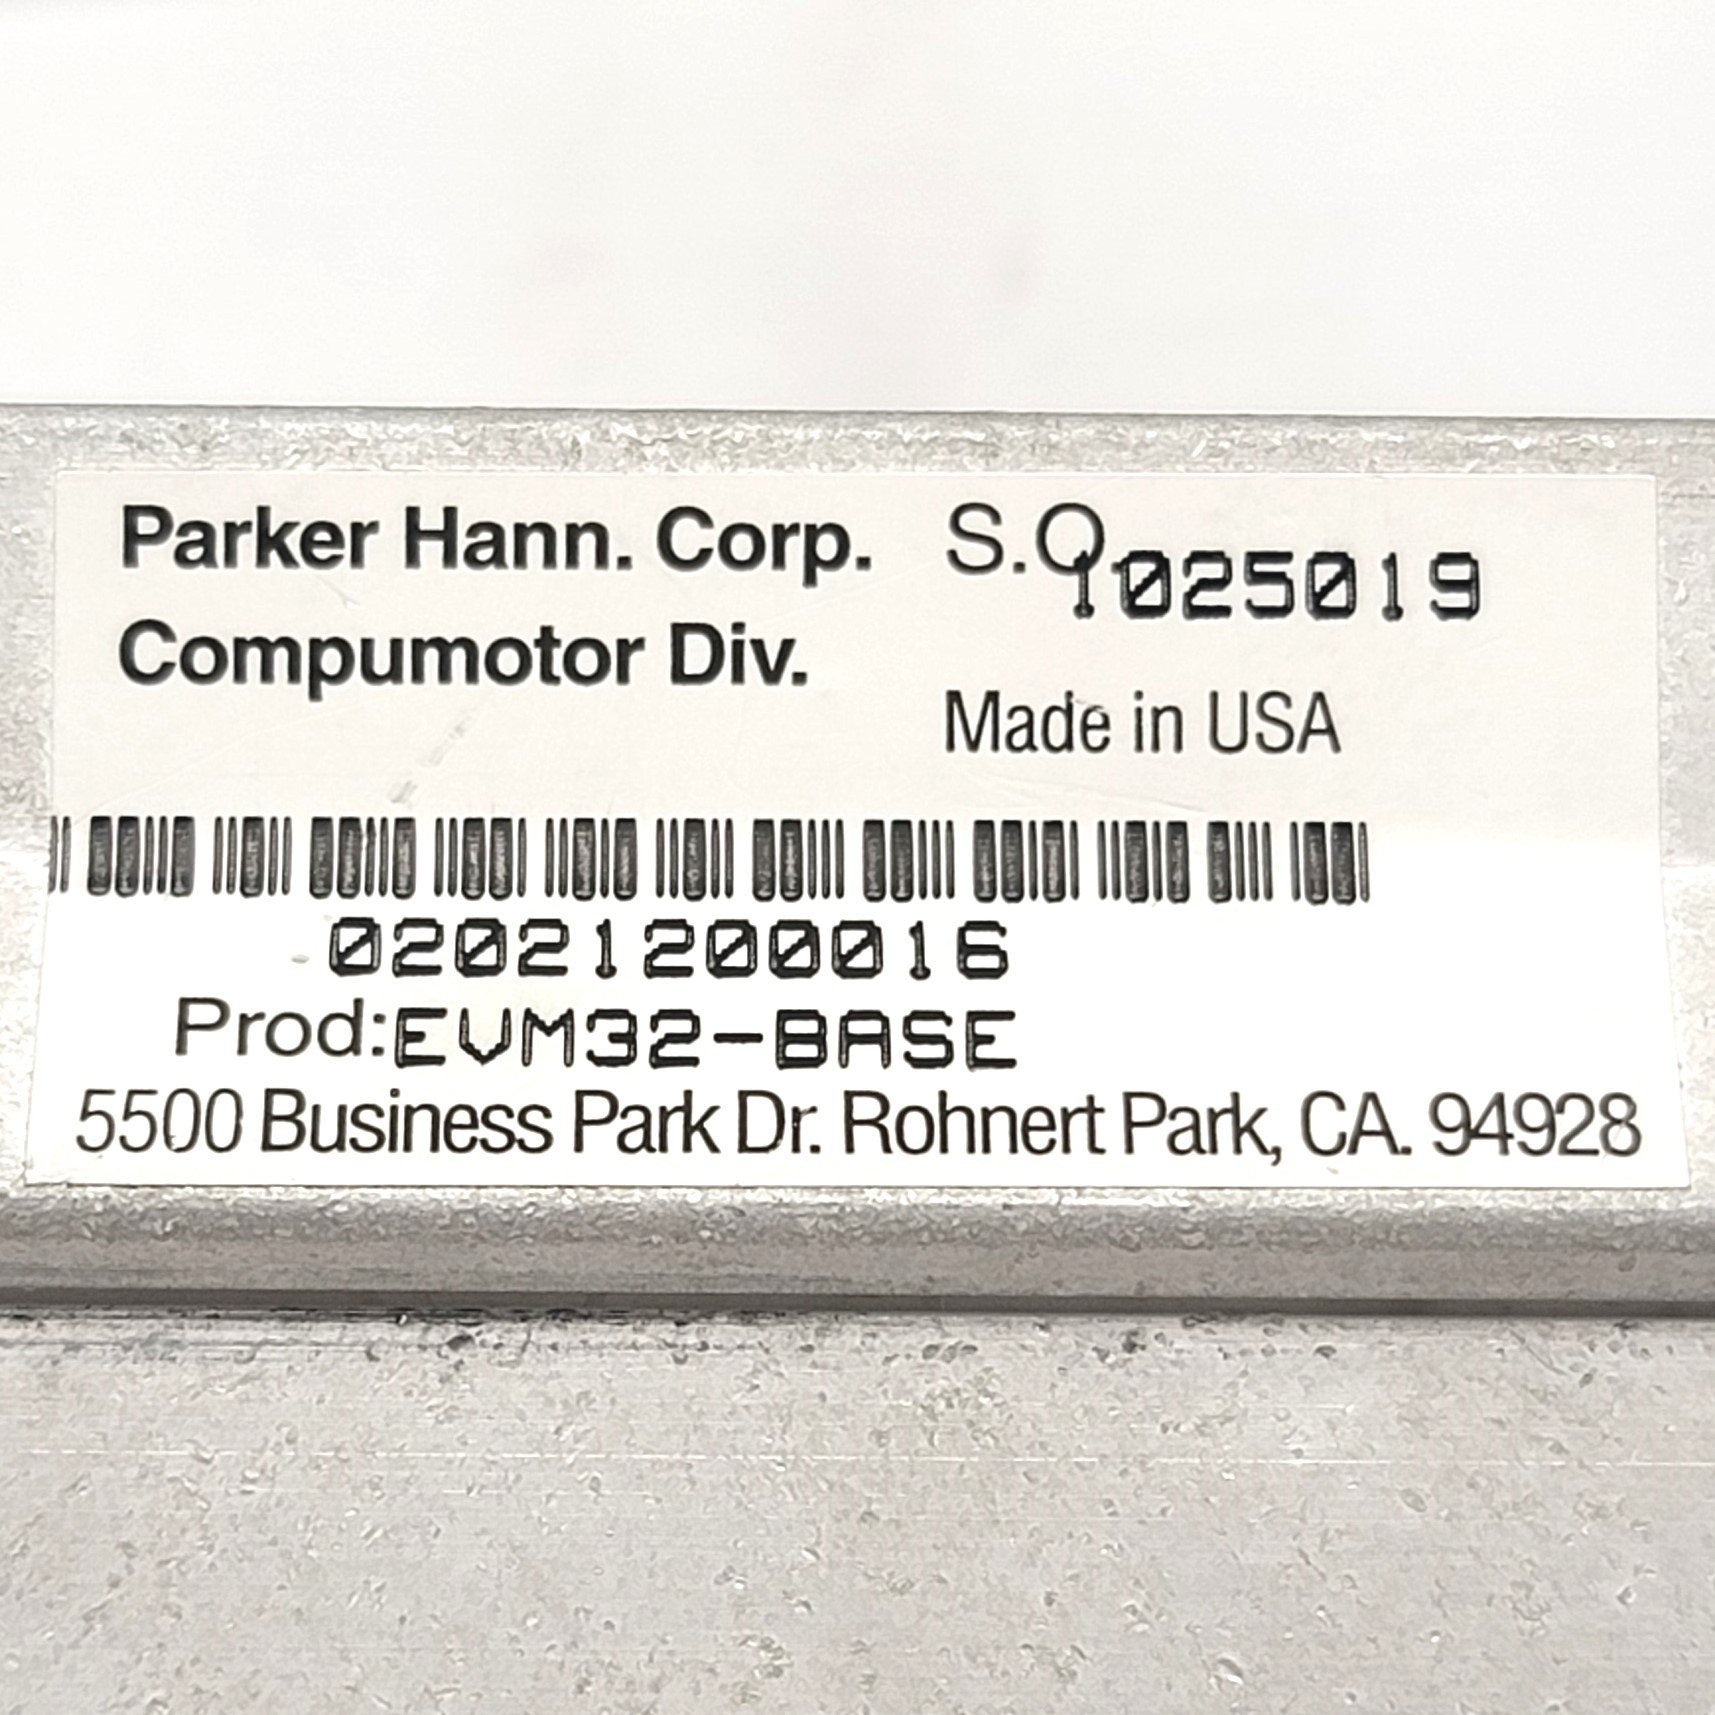 Parker Hann. Corp. S.O. 1025019
Compumotor Div.
Made in USA
02021200016
Prod: EVM32-BASE
5500 Business Park Dr. Rohnert Park, CA. 94928